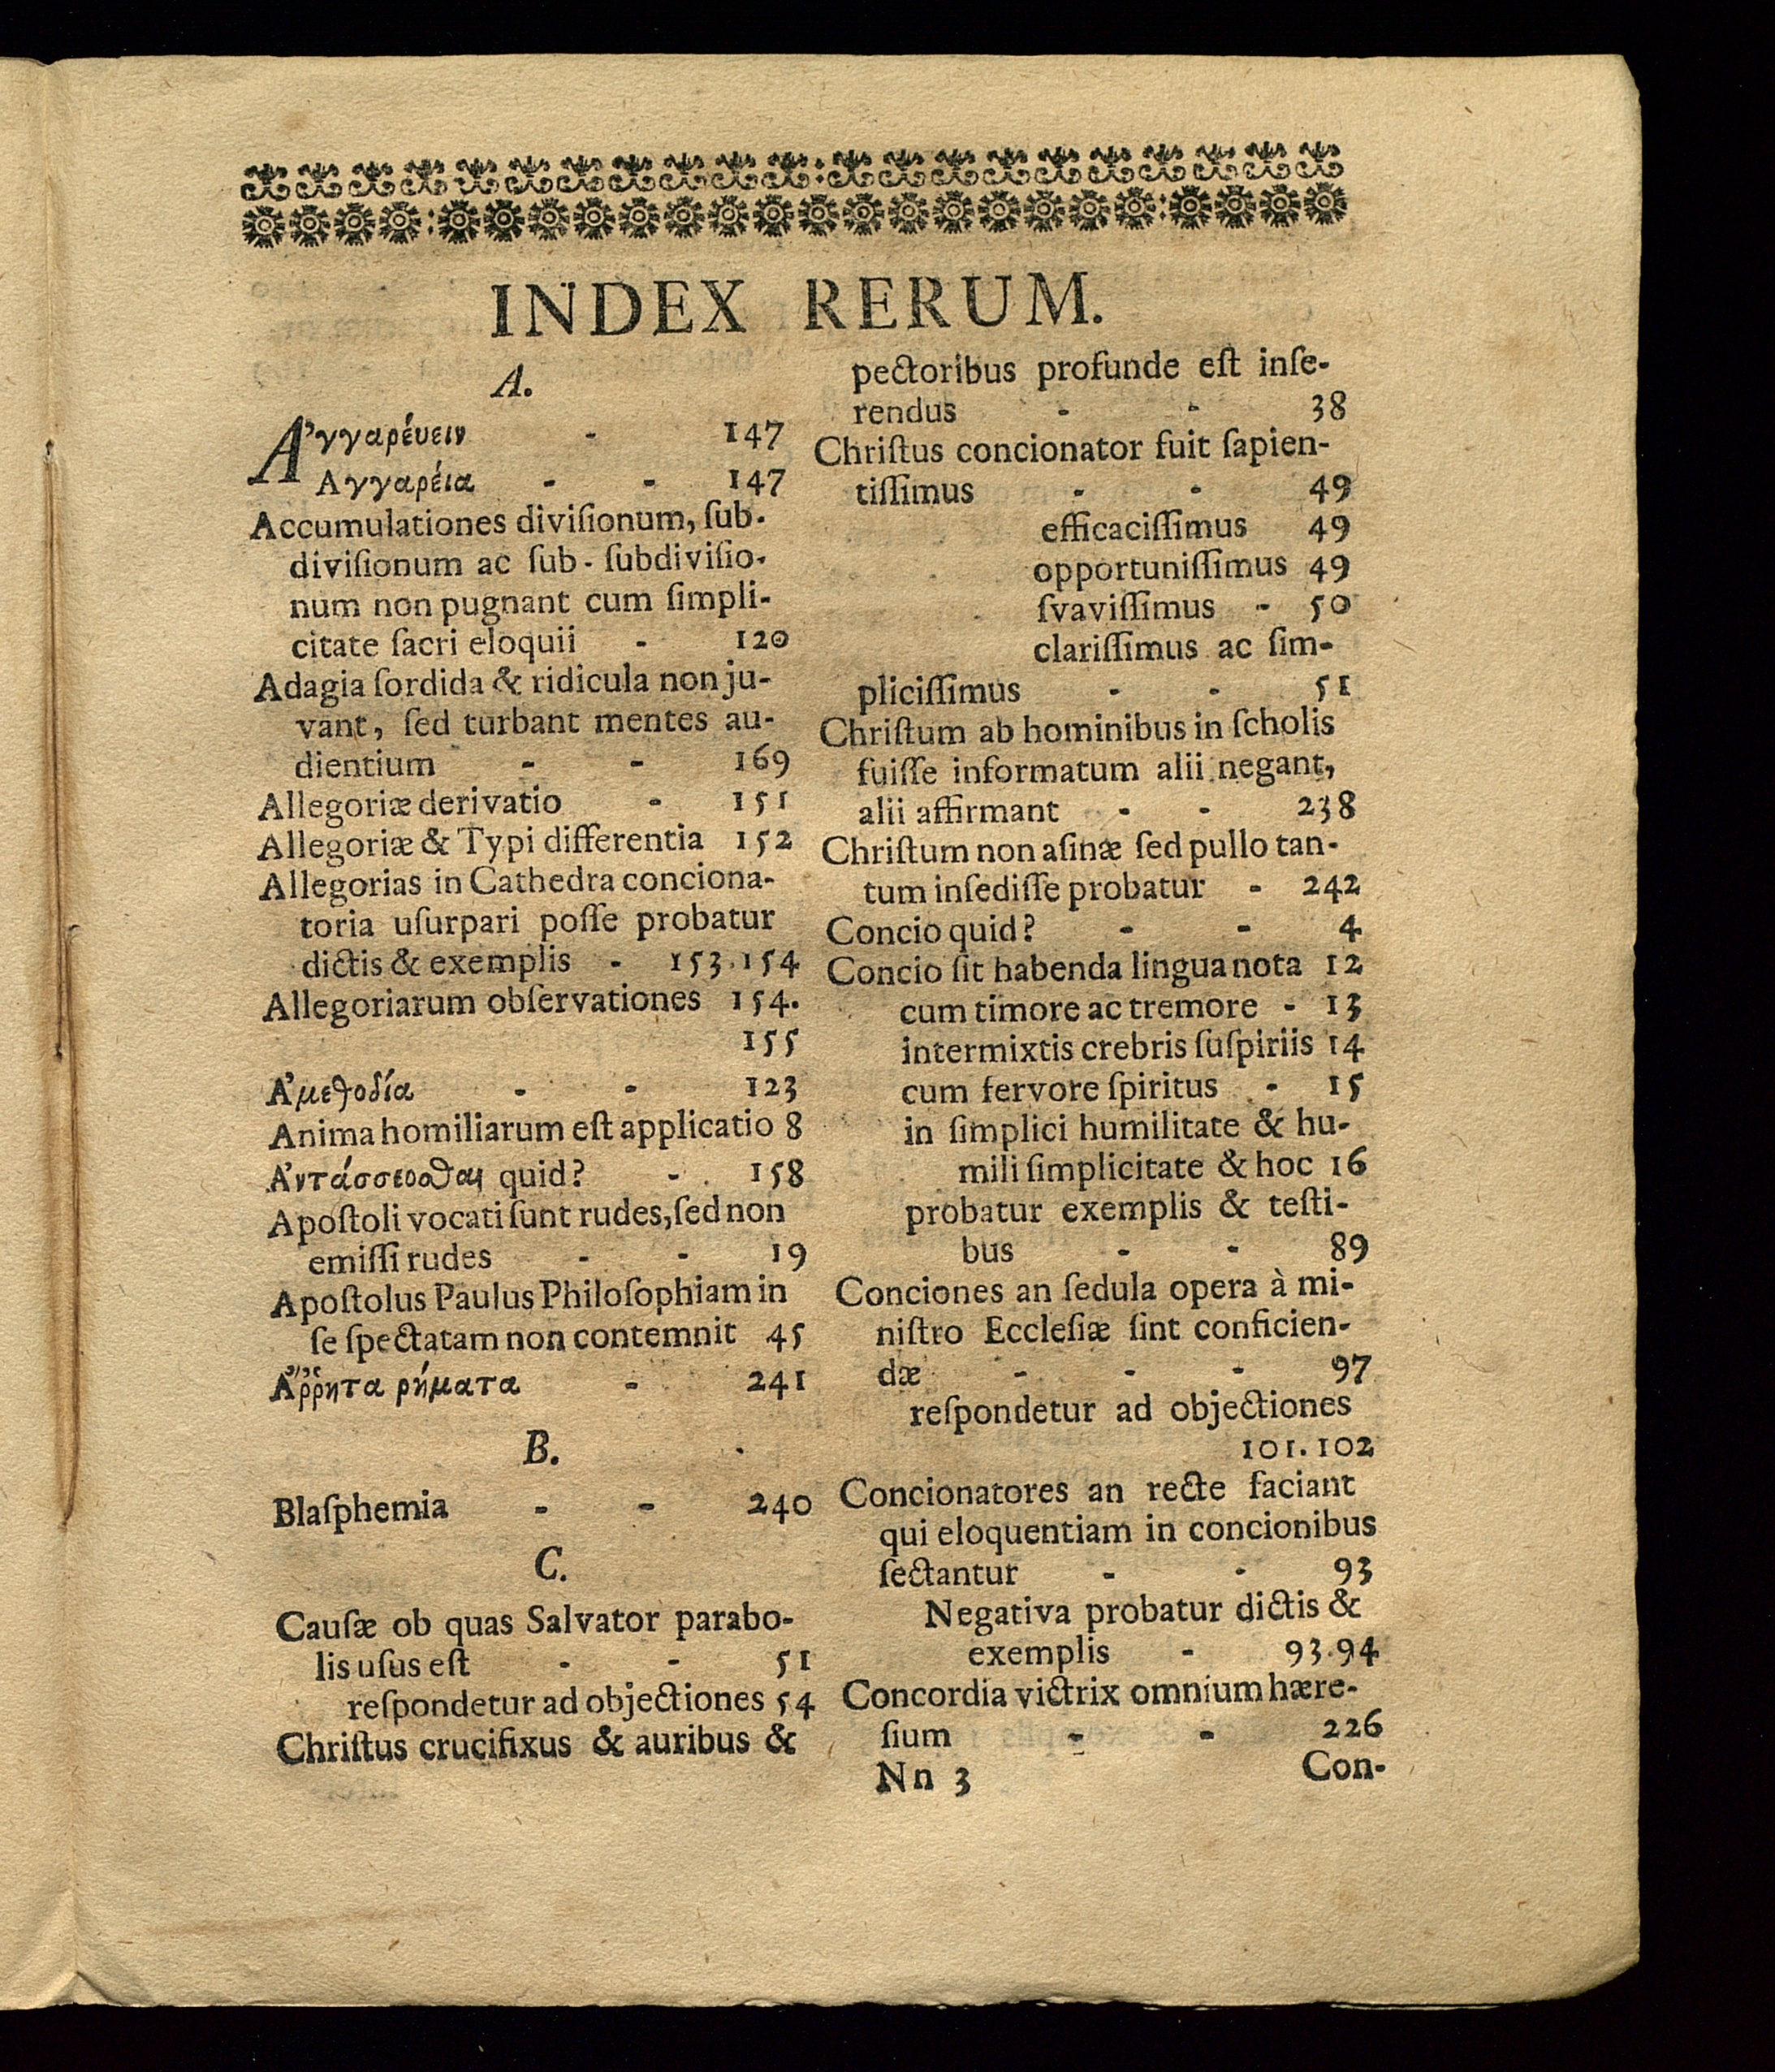 INDEX RERUM.
A.
Ἀγγαρέυειν - 147
Αγγαρέια - - 147
Accumulationes diviſionum, ſub-
diviſionum ac ſub-ſubdiviſio-
num non pugnant cum ſimpli-
citate ſacri eloquii - 120
Adagia ſordida & ridicula non ju-
vant, ſed turbant mentes au-
dientium - - 169
Allegoriæ derivatio - 151
Allegoriæ & Typi differentia 152
Allegorias in Cathedra conciona-
toria uſurpari poſſe probatur
dictis & exemplis - 153.154
Allegoriarum obſervationes 154.
155
Ἀμεθοδία - - 123
Anima homiliarum eſt applicatio 8
quid? - 158
Apoſtoli vocati ſunt rudes, ſed non
emiſſi rudes - - 19
Apoſtolus Paulus Philoſophiam in
ſe ſpectatam non contemnit 45
Ἄῤῥητα ρήματα - 241
B.
Blaſphemia - - 240
C.
Cauſæ ob quas Salvator parabo-
lis uſus eſt - - 51
reſpondetur ad objectiones 54
Chriſtus crucifixus & auribus &
pectoribus profunde eſt inſe-
rendus - - 38
Chriſtus concionator fuit ſapien-
tiſſimus - - 49
efficaciſſimus 49
opportuniſſimus 49
ſvaviſſimus - 50
clariſſimus ac ſim-
pliciſſimus - - 51
Chriſtum ab hominibus in ſcholis
fuiſſe informatum alii negant,
alii affirmant - - 238
Chriſtum non aſinæ ſed pullo tan-
tum inſediſſe probatur - 242
Concio quid? - - 4
Concio ſit habenda lingua nota 12
cum timore ac tremore - 13
intermixtis crebris ſuſpiriis 14
cum fervore ſpiritus - 15
in ſimplici humilitate & hu-
mili ſimplicitate & hoc 16
probatur exemplis & teſti-
bus - - 89
Conciones an ſedula opera à mi-
niſtro Eccleſiæ ſint conficien-
dæ - - - 97
reſpondetur ad objectiones
101.102
Concionatores an recte faciant
qui eloquentiam in concionibus
ſectantur - - 93
Negativa probatur dictis &
exemplis - 93.94
Concordia victrix omnium hære-
ſium - - 226
Nn 3 Con-